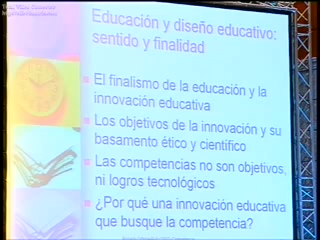 Educación y diseño educativo:
sentido y finalidad
El finalismo de la educación y la
innovación educativa
Los objetivos de la innovación y su
basamento ético y científico
Las competencias no son objetivos,
ni logros tecnológicos
¿Por qué una innovación educativa
que busque la competencia?